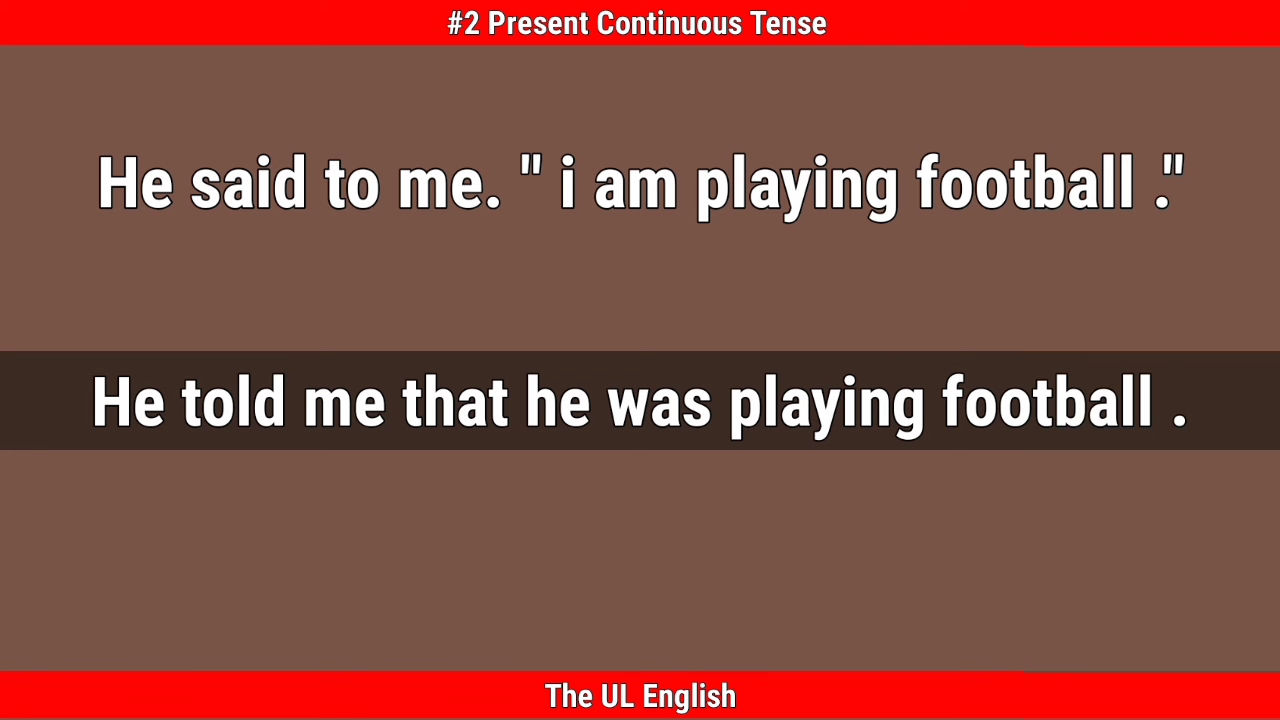 #2 Present Continuous Tense
He said to me. " i am playing football ."
He told me that he was playing football .
The UL English